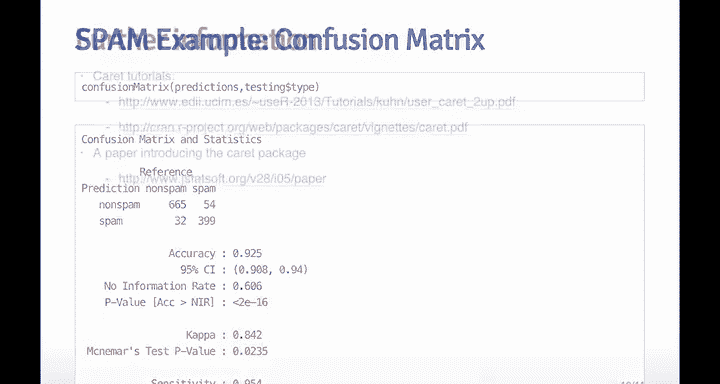 SPAM Example: Confusion Matrix
Further information
Caret tutorials:
confusionMatrix(predictions,testing$type)
http://www.edii.uclm.es/~useR-2013/Tutorials/kuhn/user_caret_2up.pdf
http://cran.r-project.org/web/packages/caret/vignettes/caret.pdf
Confusion Matrix and Statistics
A paper introducing the caret package
Reference
http://www.jstatsoft.org/v28/i05/paper
Prediction nonspam spam
nonspam 665 54
spam 32 399
Accuracy : 0.925
95% CI : (0.908, 0.94)
No Information Rate : 0.606
P-Value [Acc > NIR] : <2e-16
Kappa : 0.842
Mcnemar's Test P-Value : 0.0235
Sensitivity : 0.954